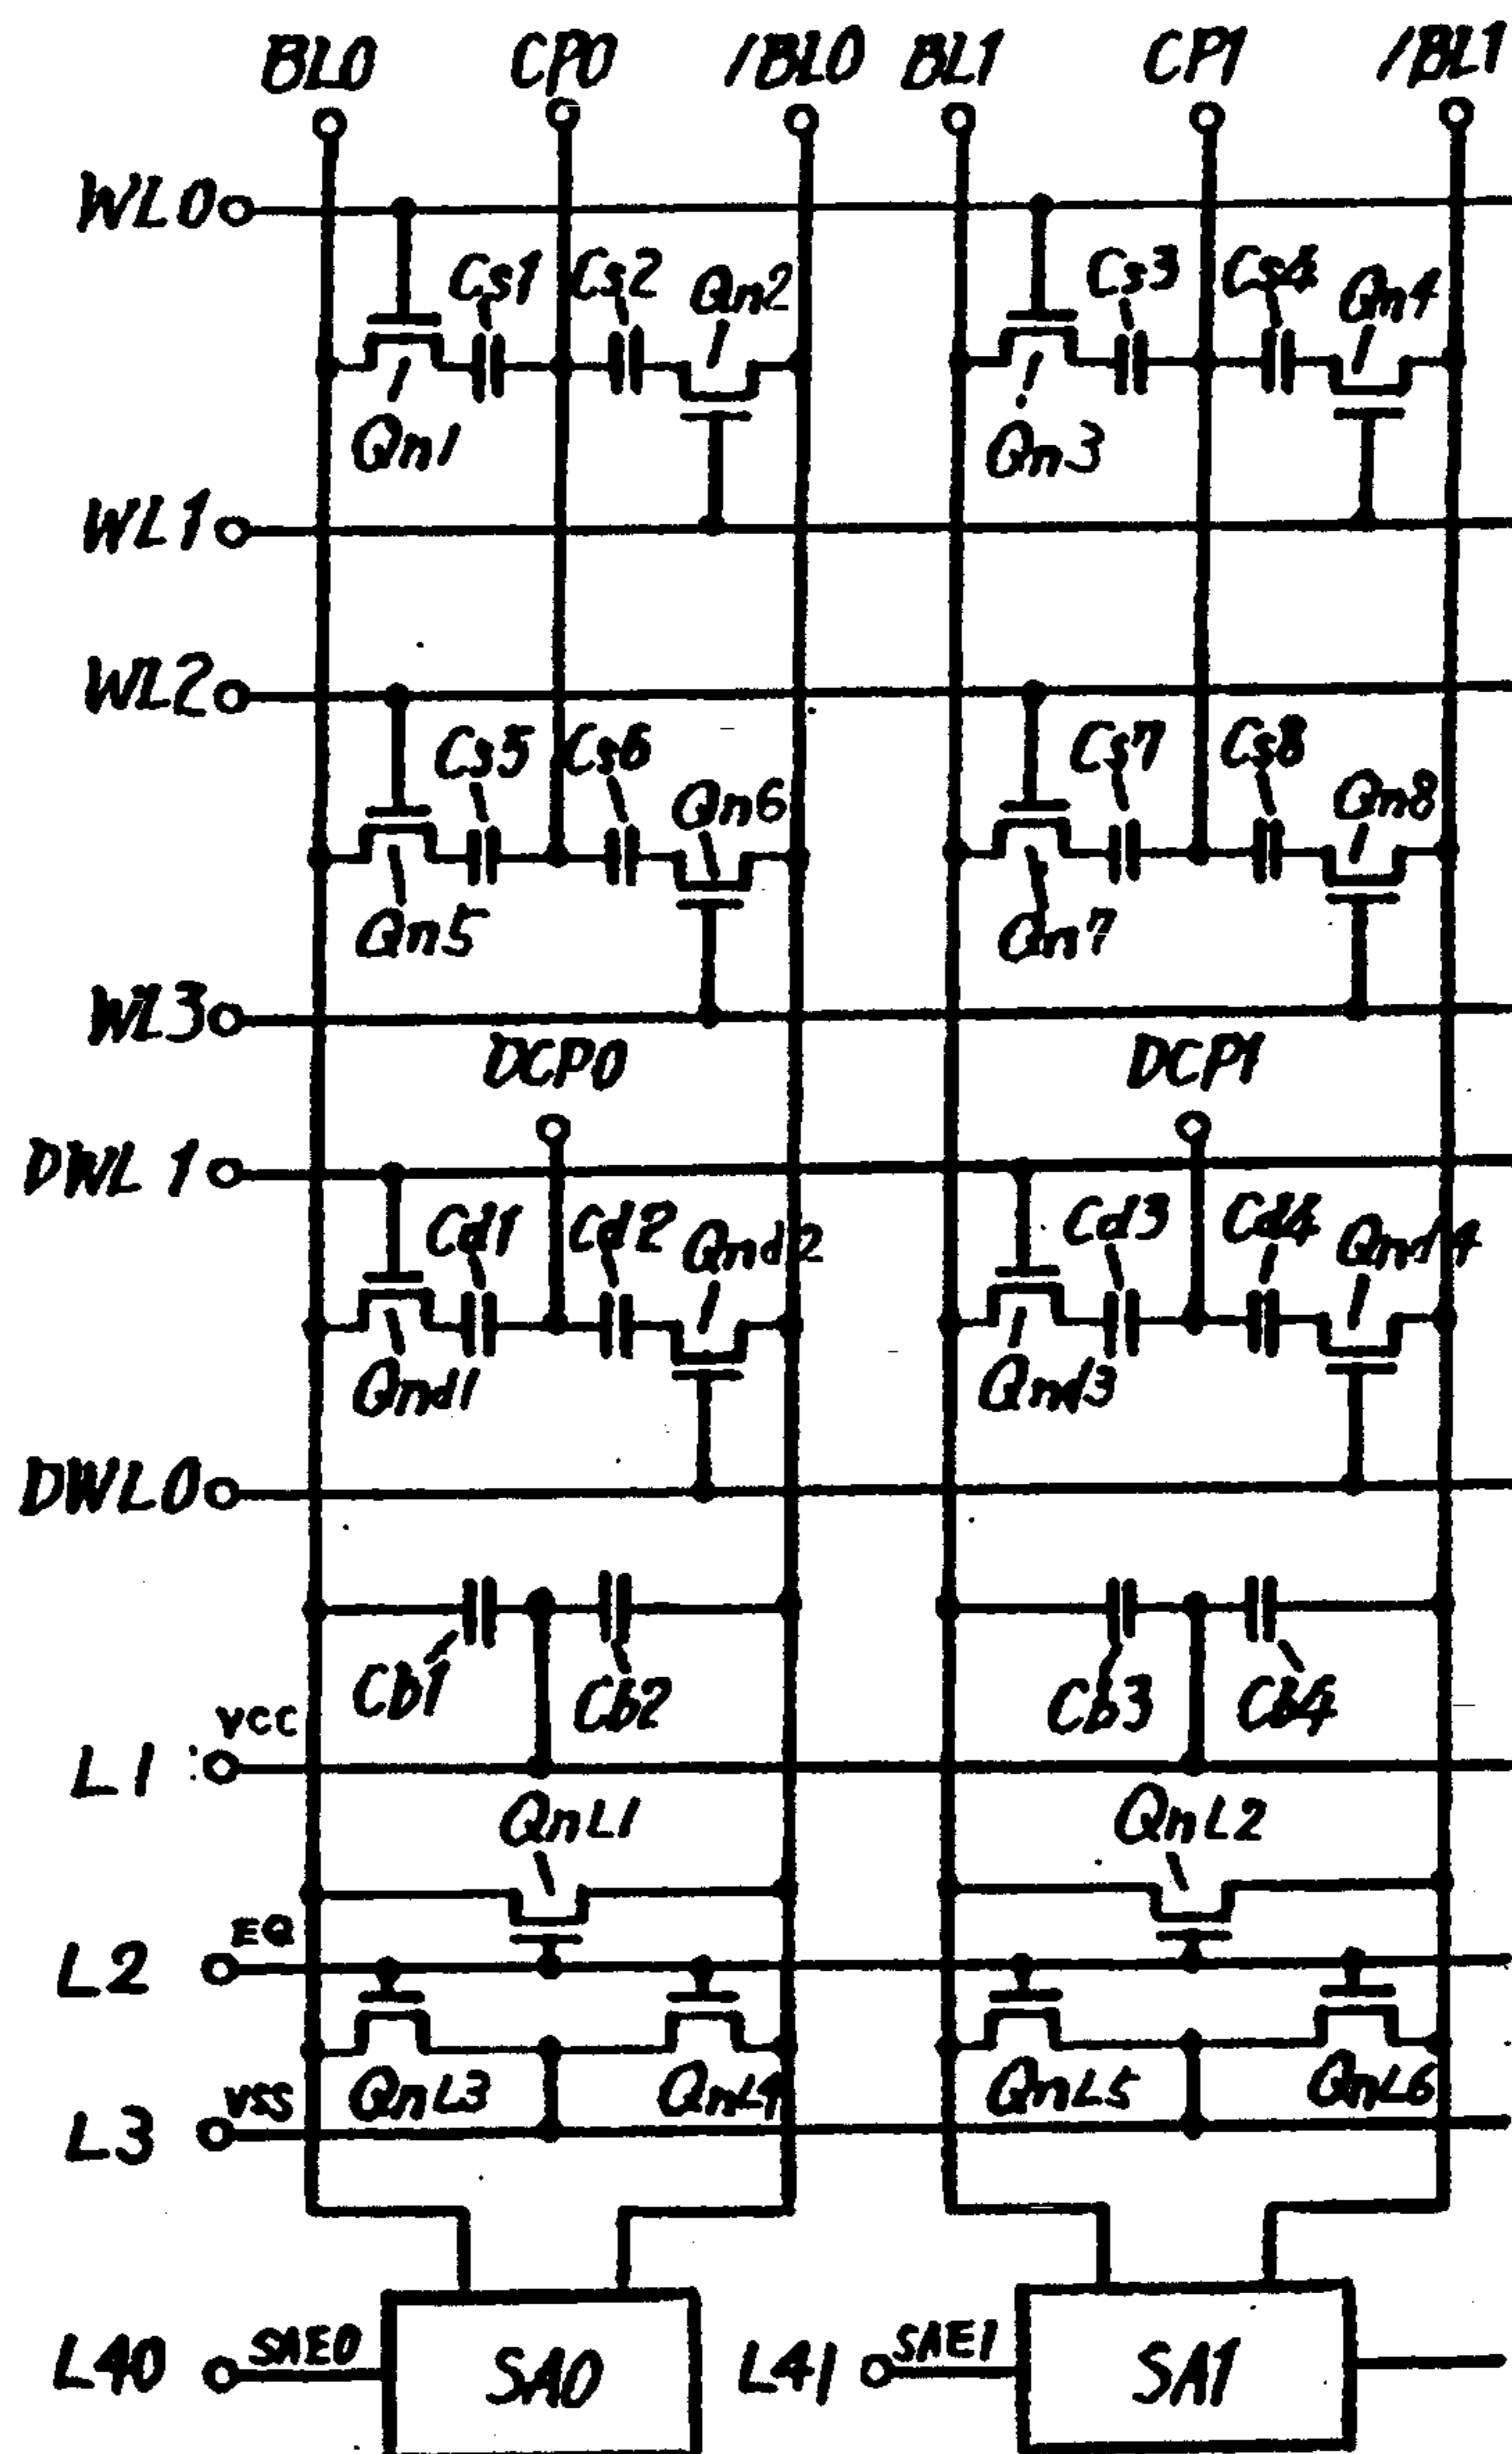 BL0 CP0 /BL0 BL1 CP1 /BL1
WL0
Cs1 Cs2 Qn2 Cs3 Cs4 Qn4
Qn1 Qn3
WL1
WL2
Cs5 Cs6 Qn6 Cs7 Cs8 Qn8
Qn5 Qn7
WL3
DCP0 DCP1
DWL1
Cd1 Cd2 Qnd2 Cd3 Cd4 Qnd4
Qnd1 Qnd3
DWL0
Cb1 Cb2 Cb3 Cb4
VCC
L1
QnL1 QnL2
EQ
L2
QnL3 QnL4 QnL5 QnL6
VSS
L3
L40 SAE0 SA0 L41 SAE1 SA1